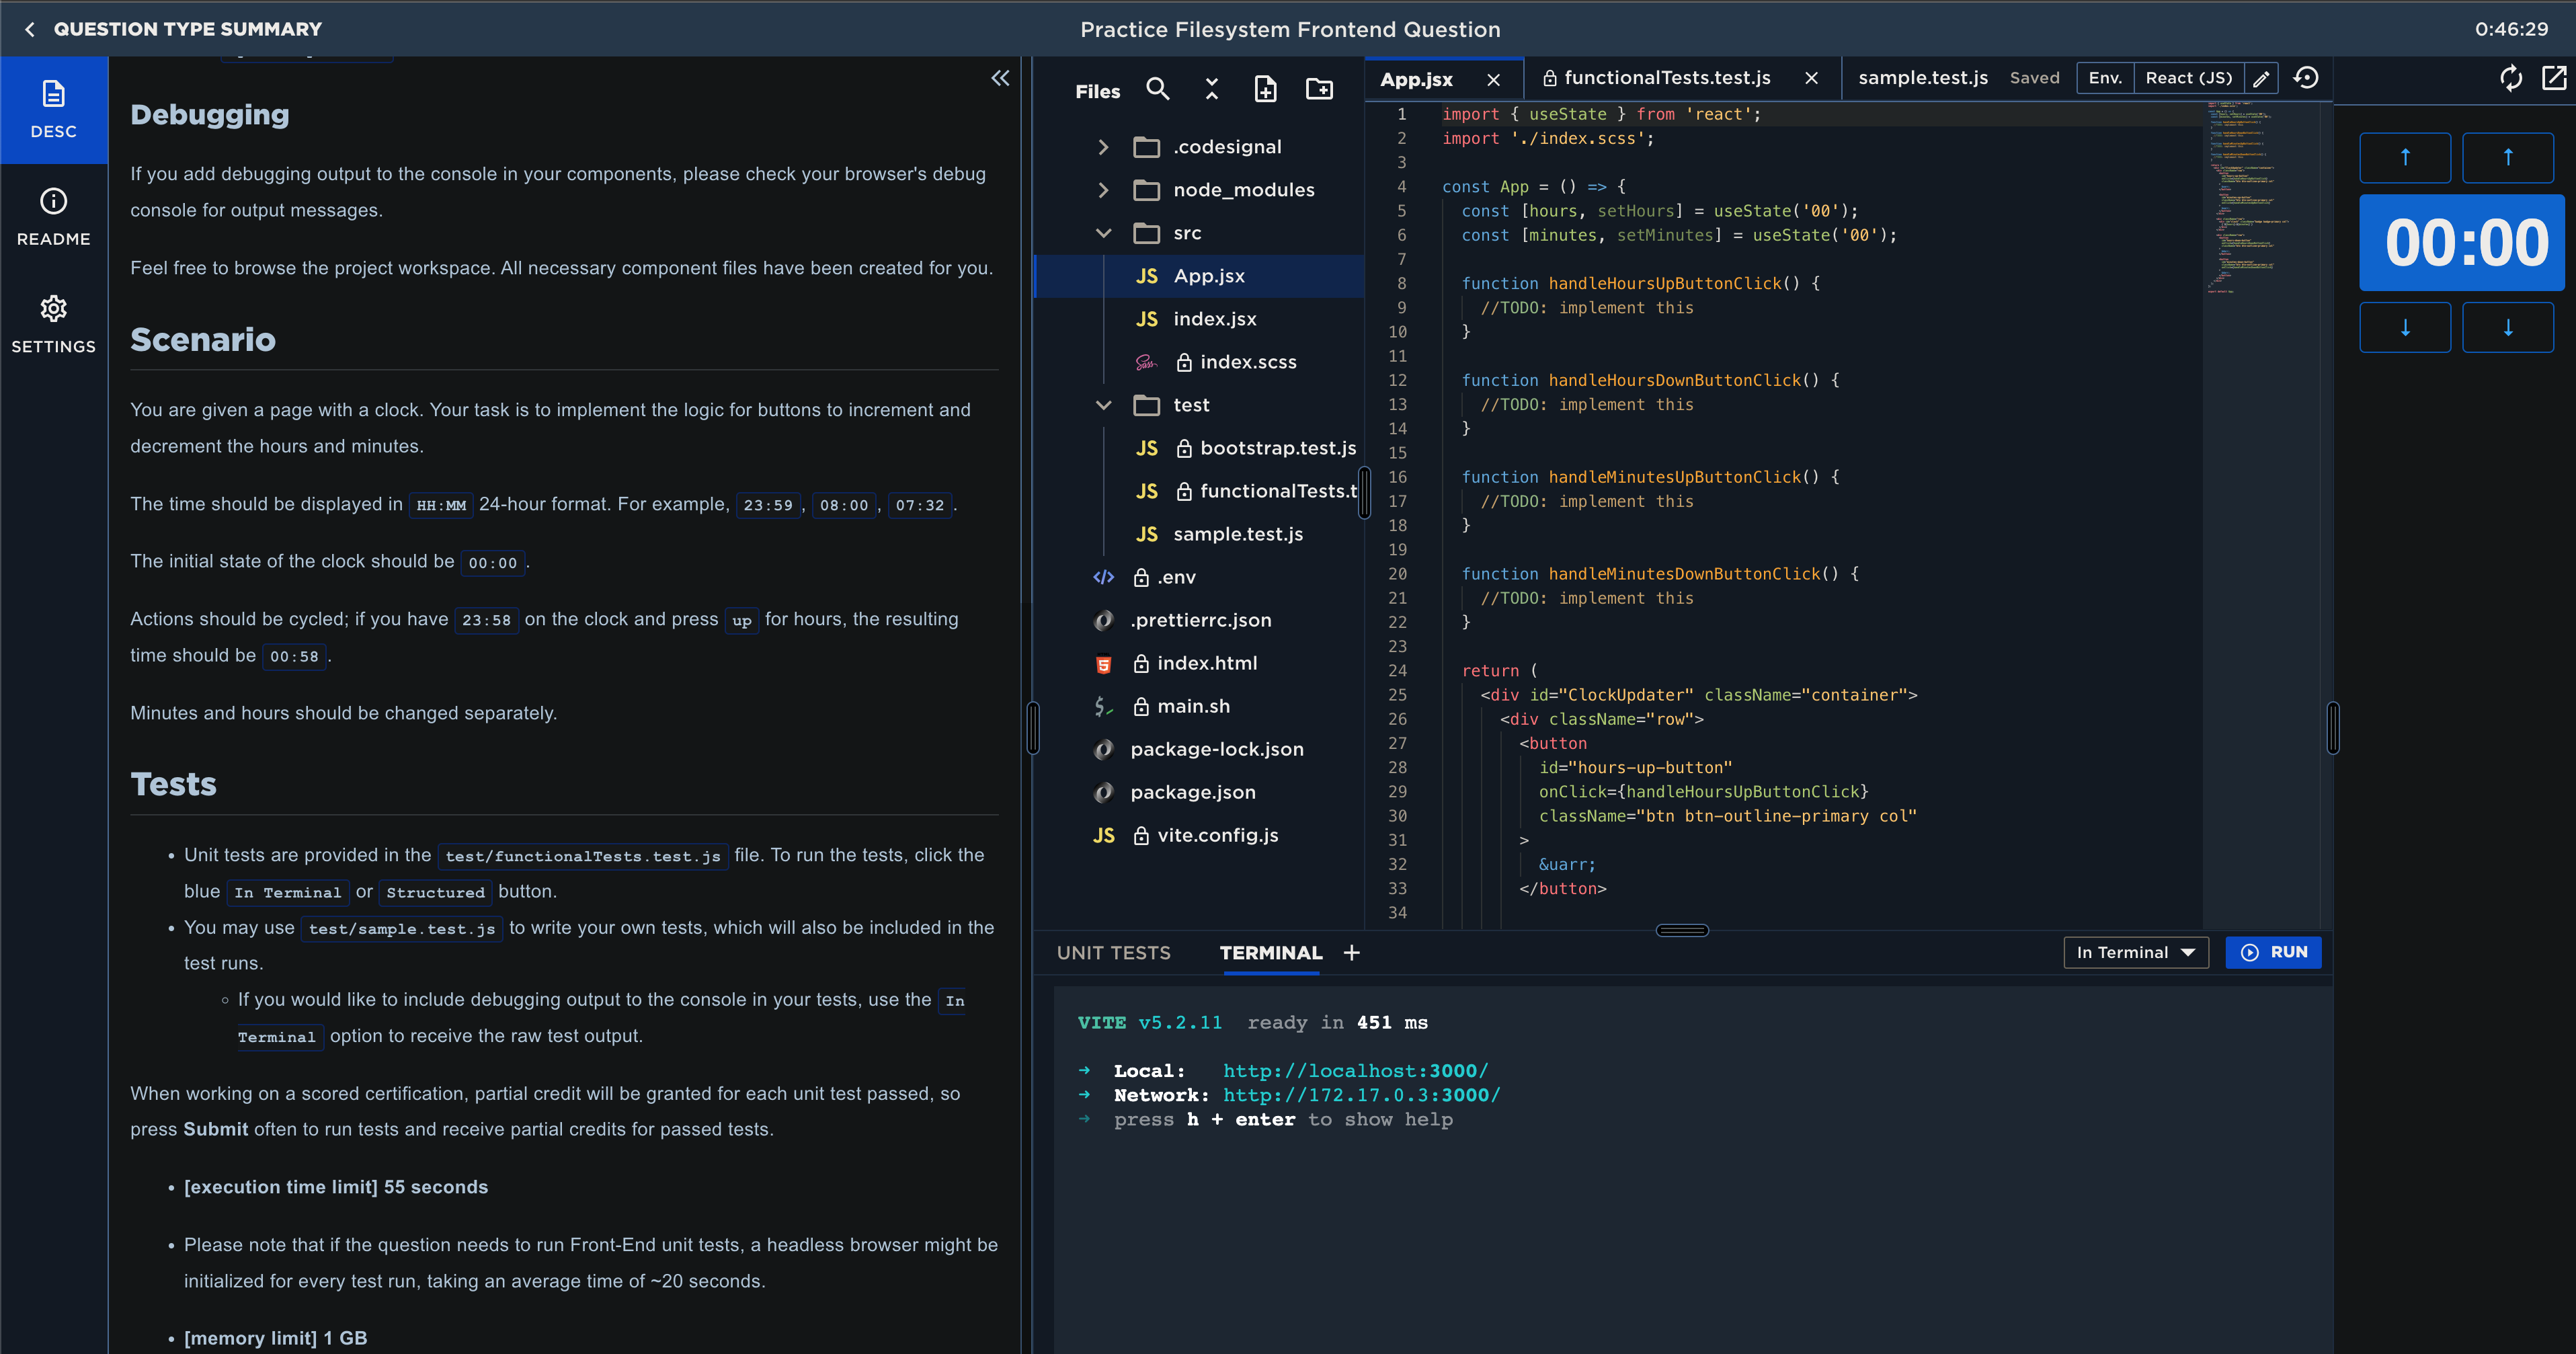 QUESTION TYPE SUMMARY
Practice Filesystem Frontend Question
0:46:29
DESC
README
SETTINGS
Debugging
If you add debugging output to the console in your components, please check your browser's debug
console for output messages.
Feel free to browse the project workspace. All necessary component files have been created for you.
Scenario
You are given a page with a clock. Your task is to implement the logic for buttons to increment and
decrement the hours and minutes.
The time should be displayed in HH:MM 24-hour format. For example, 23:59, 08:00, 07:32.
The initial state of the clock should be 00:00.
Actions should be cycled; if you have 23:58 on the clock and press up for hours, the resulting
time should be 00:58.
Minutes and hours should be changed separately.
Tests
• Unit tests are provided in the test/functionalTests.test.js file. To run the tests, click the
blue In Terminal or Structured button.
• You may use test/sample.test.js to write your own tests, which will also be included in the
test runs.
◦ If you would like to include debugging output to the console in your tests, use the In
Terminal option to receive the raw test output.
When working on a scored certification, partial credit will be granted for each unit test passed, so
press Submit often to run tests and receive partial credits for passed tests.
• [execution time limit] 55 seconds
• Please note that if the question needs to run Front-End unit tests, a headless browser might be
initialized for every test run, taking an average time of ~20 seconds.
• [memory limit] 1 GB
Files
.codesignal
node_modules
src
JS App.jsx
JS index.jsx
Sass index.scss
test
JS bootstrap.test.js
JS functionalTests.t
JS sample.test.js
</> .env
.prettierrc.json
5 index.html
$_ main.sh
package-lock.json
package.json
JS vite.config.js
App.jsx
functionalTests.test.js
sample.test.js
Saved
Env.
React (JS)
1 import { useState } from 'react';
2 import './index.scss';
3
4 const App = () => {
5 const [hours, setHours] = useState('00');
6 const [minutes, setMinutes] = useState('00');
7
8 function handleHoursUpButtonClick() {
9 //TODO: implement this
10 }
11
12 function handleHoursDownButtonClick() {
13 //TODO: implement this
14 }
15
16 function handleMinutesUpButtonClick() {
17 //TODO: implement this
18 }
19
20 function handleMinutesDownButtonClick() {
21 //TODO: implement this
22 }
23
24 return (
25 <div id="ClockUpdater" className="container">
26 <div className="row">
27 <button
28 id="hours-up-button"
29 onClick={handleHoursUpButtonClick}
30 className="btn btn-outline-primary col"
31 >
32 &uarr;
33 </button>
34
UNIT TESTS
TERMINAL
In Terminal
RUN
VITE v5.2.11 ready in 451 ms
➜ Local: http://localhost:3000/
➜ Network: http://172.17.0.3:3000/
➜ press h + enter to show help
↑ ↑
00:00
↓ ↓